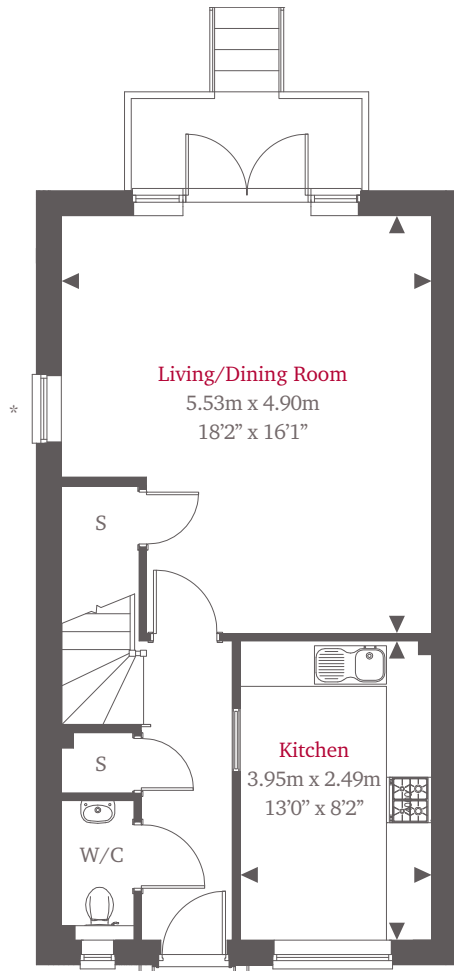 Living/Dining Room
5.53m x 4.90m
18’2” x 16’1”
*
S
Kitchen
S
3.95m x 2.49m
13’0” x 8’2”
W/C